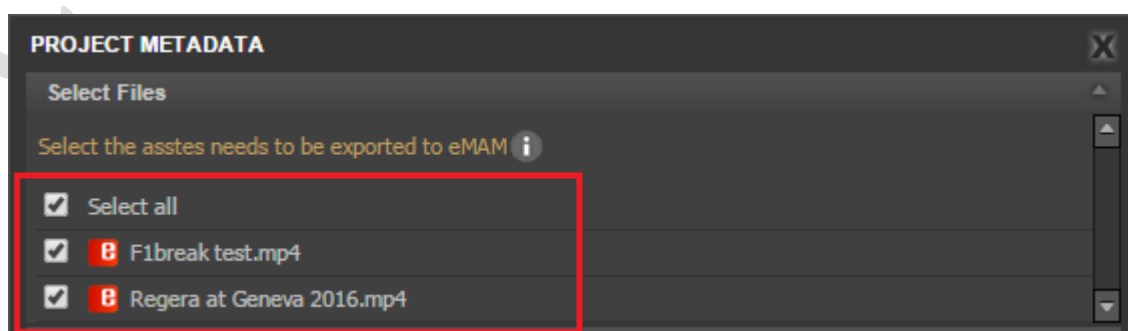 PROJECT METADATA X
Select Files
Select the asstes needs to be exported to eMAM i
Select all
e F1break test.mp4
e Regera at Geneva 2016.mp4